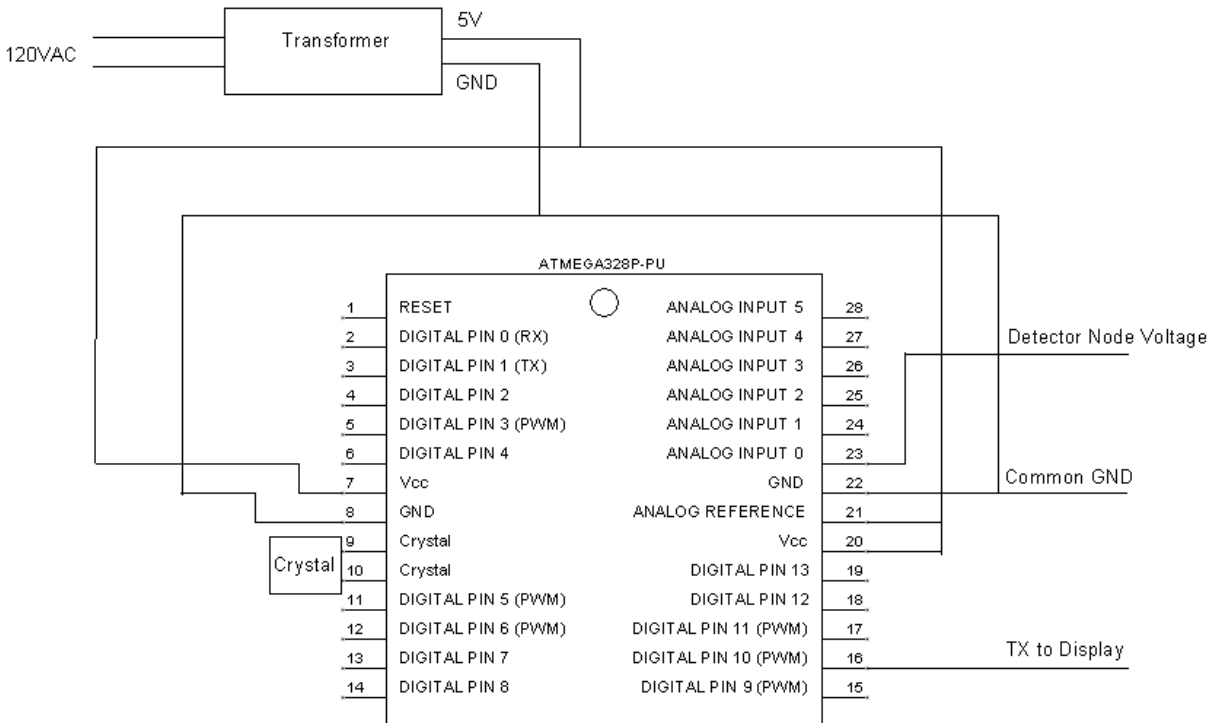 5V
Transformer
120VAC
GND
ATMEGA328P-PU
1 RESET ANALOG INPUT 5 28
2 DIGITAL PIN 0 (RX) ANALOG INPUT 4 27
Detector Node Voltage
3 DIGITAL PIN 1 (TX) ANALOG INPUT 3 26
4 DIGITAL PIN 2 ANALOG INPUT 2 25
5 DIGITAL PIN 3 (PWM) ANALOG INPUT 1 24
6 DIGITAL PIN 4 ANALOG INPUT 0 23
7 Vcc GND 22
Common GND
8 GND ANALOG REFERENCE 21
9 Crystal Vcc 20
Crystal
10 Crystal DIGITAL PIN 13 19
11 DIGITAL PIN 5 (PWM) DIGITAL PIN 12 18
12 DIGITAL PIN 6 (PWM) DIGITAL PIN 11 (PWM) 17
13 DIGITAL PIN 7 DIGITAL PIN 10 (PWM) 16
TX to Display
14 DIGITAL PIN 8 DIGITAL PIN 9 (PWM) 15